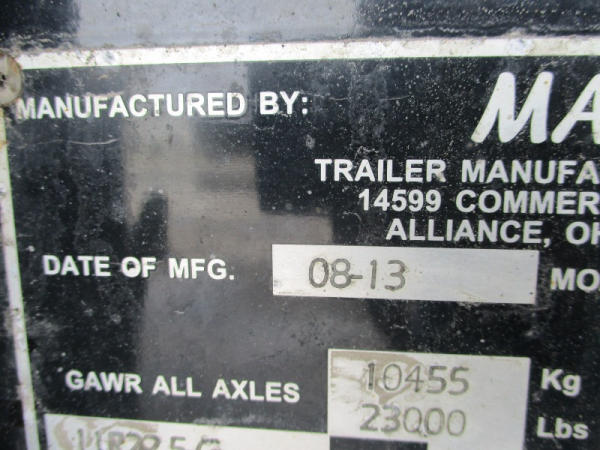 MANUFACTURED BY: MA
TRAILER MANUFA
14599 COMMER
ALLIANCE, OH
DATE OF MFG. 08-13 MO
GAWR ALL AXLES 10455 Kg
23000 Lbs